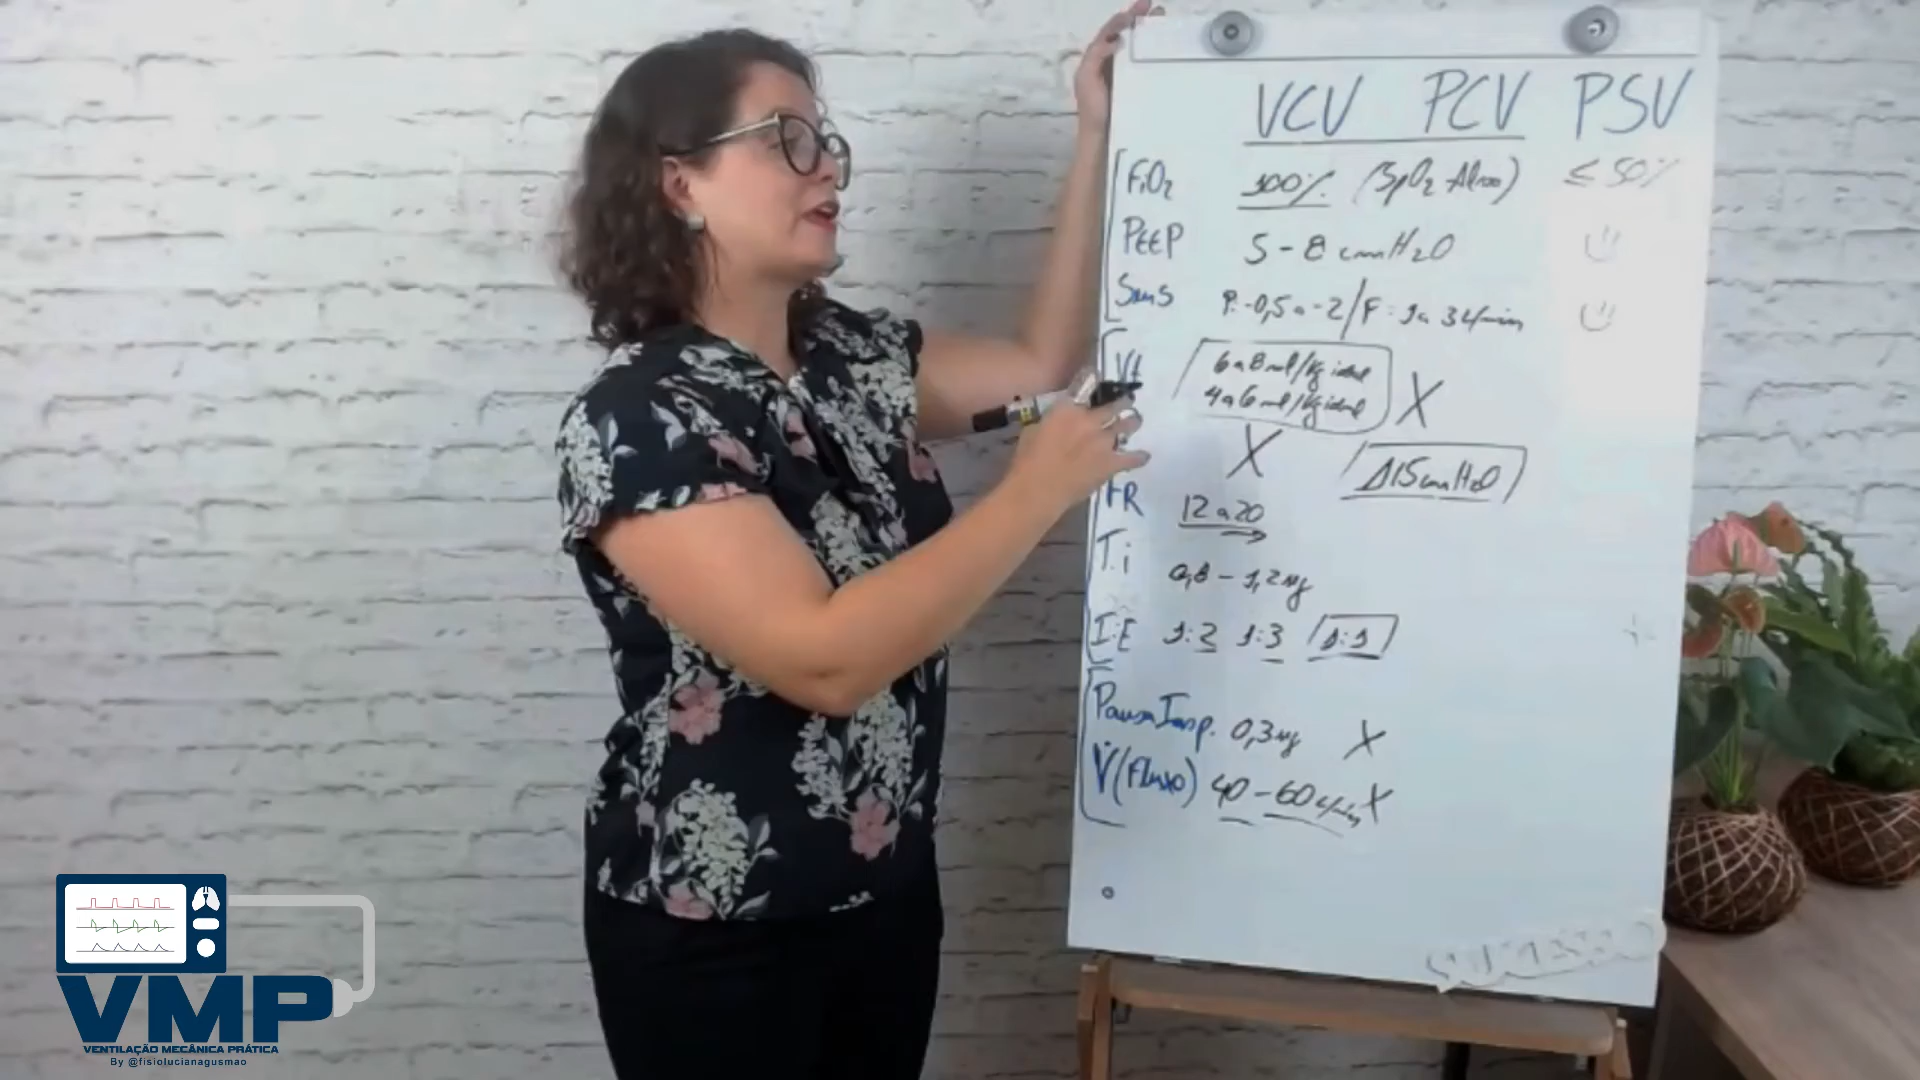 VCV PCV PSV
FiO2 100% (SpO2 Alvo) ≤ 50%
PEEP 5 - 8 cmH2O
Sens P: -0,5 a -2 / F: 1 a 3 L/min
Vt 6 a 8 ml/Kg ideal X
4 a 6 ml/Kg ideal
X Δ15 cmH2O
FR 12 a 20
T.i 0,8 - 1,2 seg
I:E 1:2 1:3 1:1
Pausa Insp. 0,3 seg X
V̇ (Fluxo) 40 - 60 L/min X
VMP
VENTILAÇÃO MECÂNICA PRÁTICA
By @fisiolucianagusmao